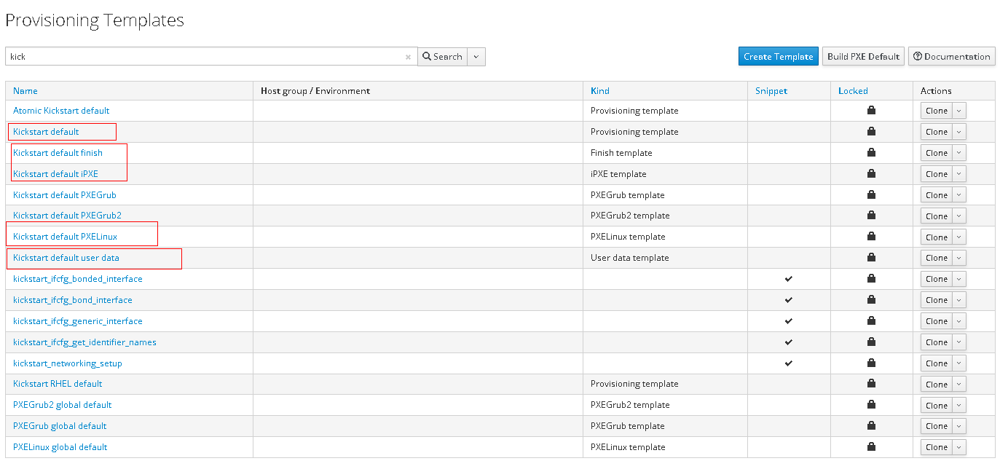 Provisioning Templates
kick × Search Create Template Build PXE Default Documentation
Name Host group / Environment Kind Snippet Locked Actions
Atomic Kickstart default Provisioning template Clone
Kickstart default Provisioning template Clone
Kickstart default finish Finish template Clone
Kickstart default iPXE iPXE template Clone
Kickstart default PXEGrub PXEGrub template Clone
Kickstart default PXEGrub2 PXEGrub2 template Clone
Kickstart default PXELinux PXELinux template Clone
Kickstart default user data User data template Clone
kickstart_ifcfg_bonded_interface Clone
kickstart_ifcfg_bond_interface Clone
kickstart_ifcfg_generic_interface Clone
kickstart_ifcfg_get_identifier_names Clone
kickstart_networking_setup Clone
Kickstart RHEL default Provisioning template Clone
PXEGrub2 global default PXEGrub2 template Clone
PXEGrub global default PXEGrub template Clone
PXELinux global default PXELinux template Clone